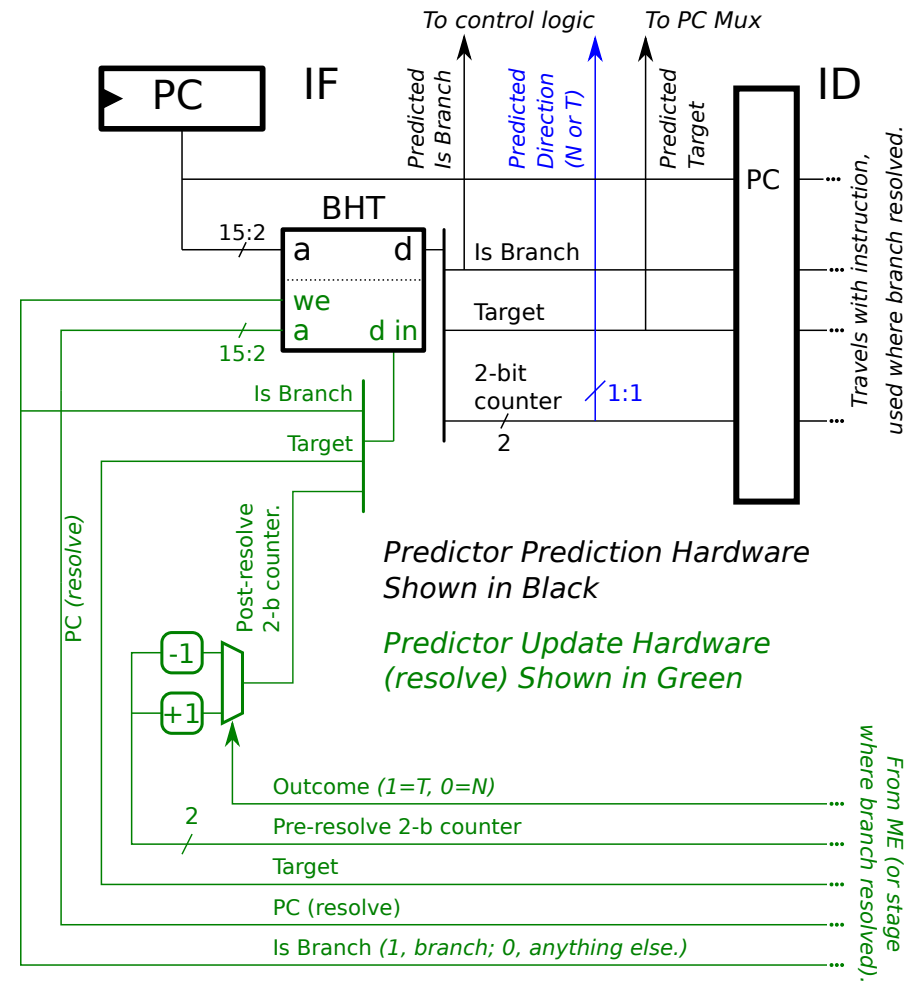 To control logic
To PC Mux
PC
IF
ID
Predicted
Is Branch
Predicted
Direction
(N or T)
Predicted
Target
Travels with instruction,
used where branch resolved.
PC
BHT
15:2
a
d
Is Branch
we
a
d in
15:2
Target
2-bit
counter
2
1:1
Is Branch
Target
Post-resolve
2-b counter.
PC (resolve)
Predictor Prediction Hardware
Shown in Black
Predictor Update Hardware
(resolve) Shown in Green
-1
+1
Outcome (1=T, 0=N)
Pre-resolve 2-b counter
2
Target
PC (resolve)
Is Branch (1, branch; 0, anything else.)
From ME (or stage
where branch resolved).